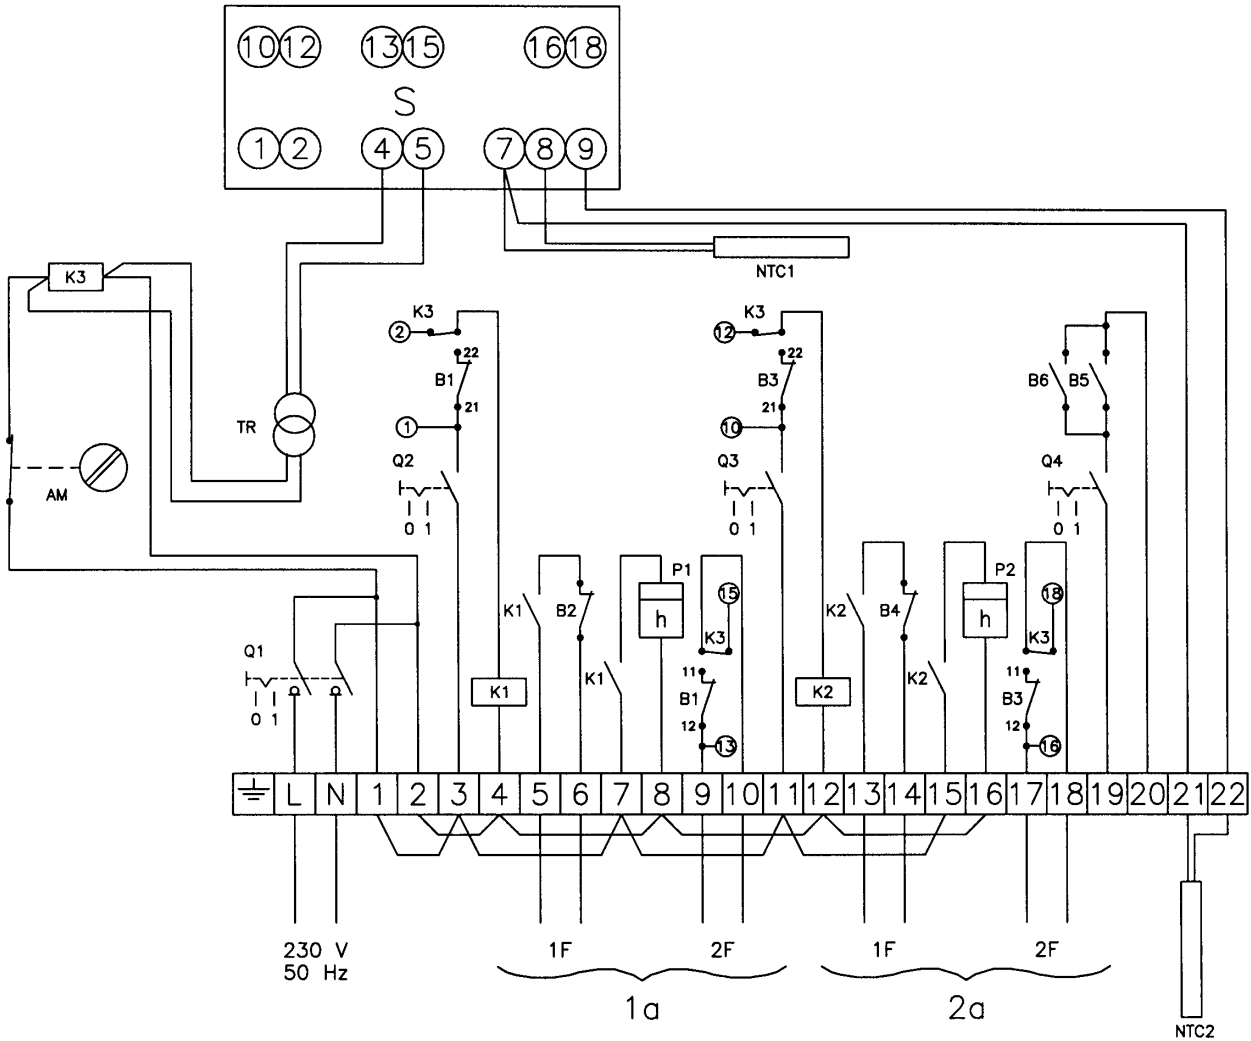 10 12 13 15 16 18
S
1 2 4 5 7 8 9
NTC1
K3
K3 K3
2 12
22 22
B1 B3 B6 B5
21 21
1 10
TR
Q2 Q3 Q4
AM
0 1 0 1 0 1
P1 P2
15 18
K1 B2 h K2 B4 h
K3 K3
Q1
11 11
K1 K2
K1 B1 K2 B3
0 1
12 12
13 16
L N 1 2 3 4 5 6 7 8 9 10 11 12 13 14 15 16 17 18 19 20 21 22
230 V 1F 2F 1F 2F
50 Hz
1a 2a
NTC2